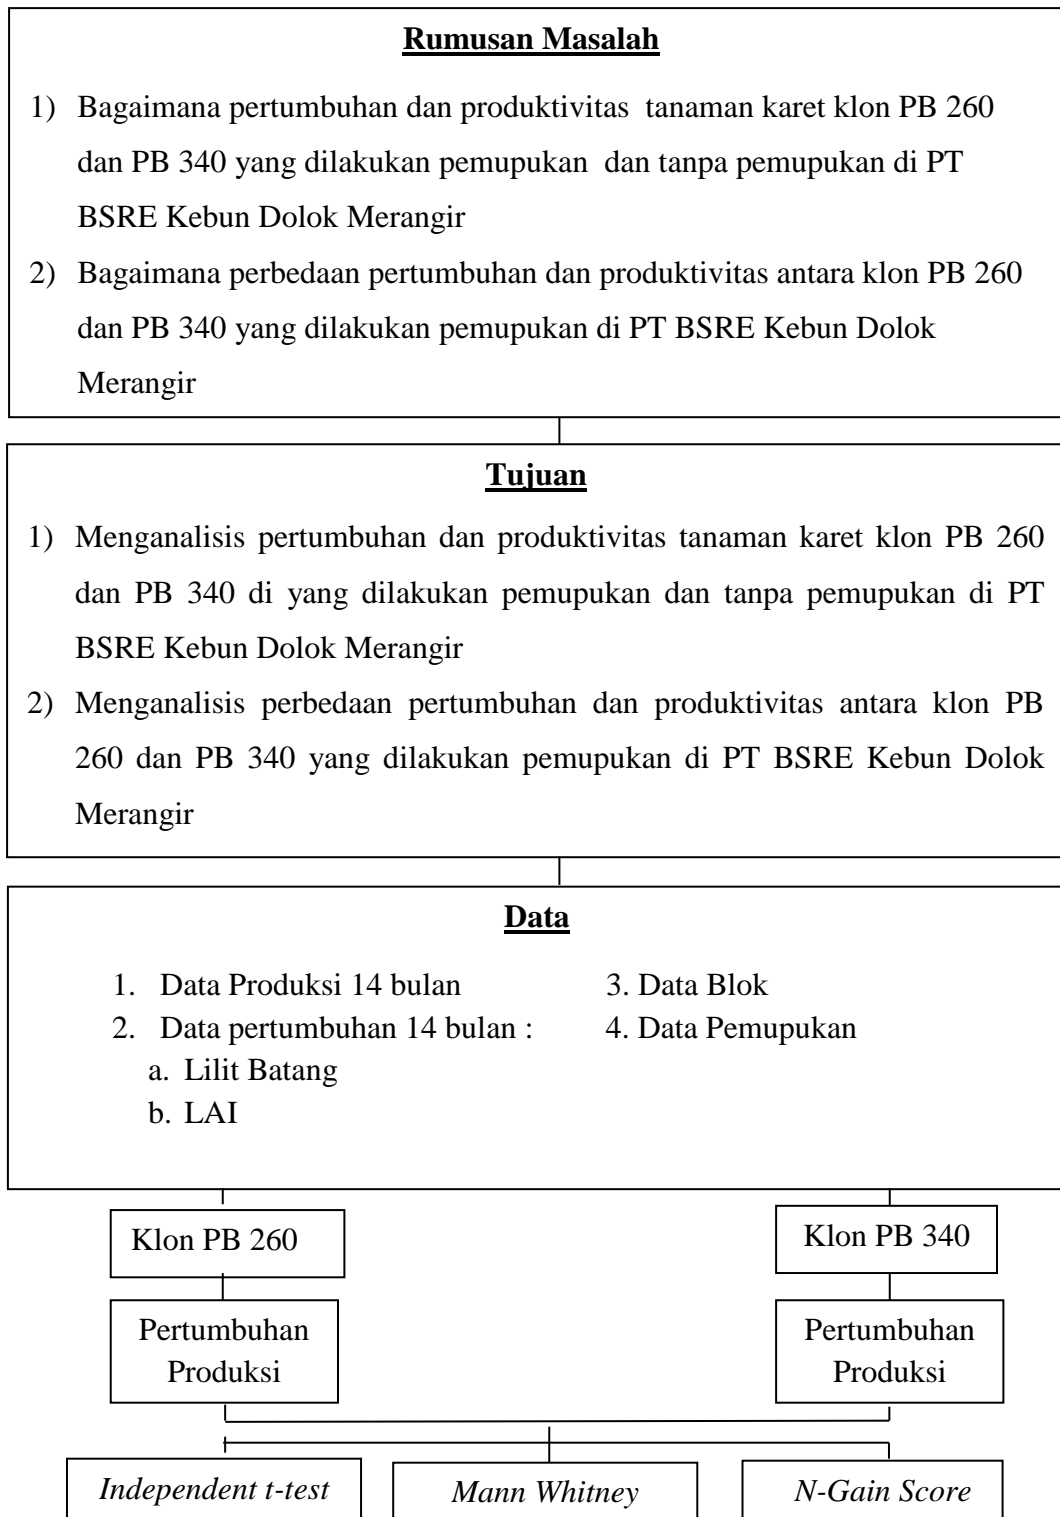 Rumusan Masalah
1) Bagaimana pertumbuhan dan produktivitas tanaman karet klon PB 260
dan PB 340 yang dilakukan pemupukan dan tanpa pemupukan di PT
BSRE Kebun Dolok Merangir
2) Bagaimana perbedaan pertumbuhan dan produktivitas antara klon PB 260
dan PB 340 yang dilakukan pemupukan di PT BSRE Kebun Dolok
Merangir
Tujuan
1) Menganalisis pertumbuhan dan produktivitas tanaman karet klon PB 260
dan PB 340 di yang dilakukan pemupukan dan tanpa pemupukan di PT
BSRE Kebun Dolok Merangir
2) Menganalisis perbedaan pertumbuhan dan produktivitas antara klon PB
260 dan PB 340 yang dilakukan pemupukan di PT BSRE Kebun Dolok
Merangir
Data
1. Data Produksi 14 bulan
2. Data pertumbuhan 14 bulan :
a. Lilit Batang
b. LAI
3. Data Blok
4. Data Pemupukan
Klon PB 260
Klon PB 340
Pertumbuhan
Produksi
Pertumbuhan
Produksi
Independent t-test
Mann Whitney
N-Gain Score